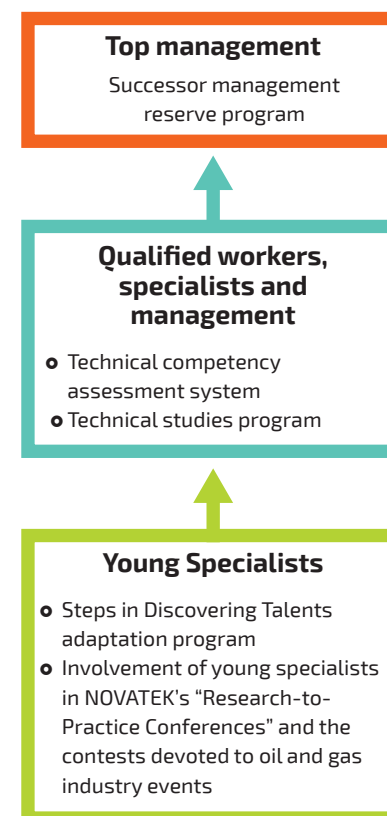 Top management
Successor management
reserve program
Qualified workers,
specialists and
management
Technical competency
assessment system
Technical studies program
Young Specialists
Steps in Discovering Talents
adaptation program
Involvement of young specialists
in NOVATEK’s “Research-to-
Practice Conferences” and the
contests devoted to oil and gas
industry events